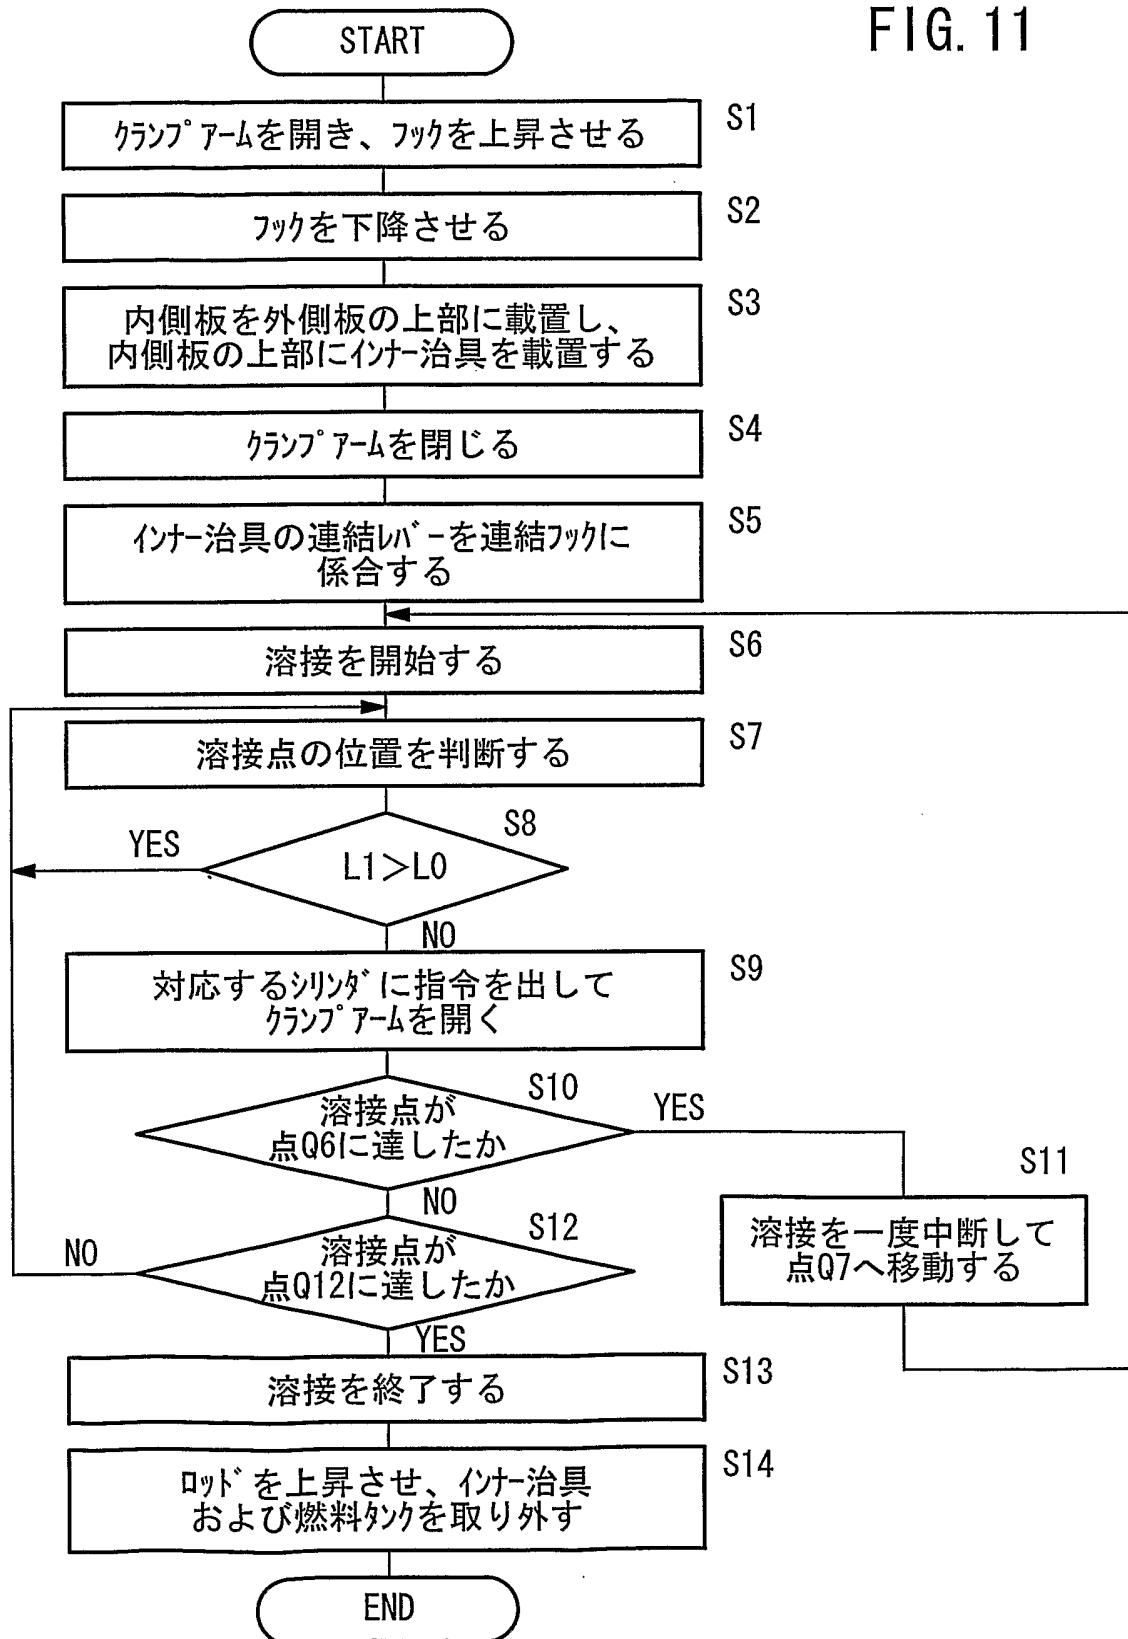 FIG. 11
START
クランプアームを開き、フックを上昇させる
S1
フックを下降させる
S2
内側板を外側板の上部に載置し、
内側板の上部にインナー治具を載置する
S3
クランプアームを閉じる
S4
インナー治具の連結レバーを連結フックに
係合する
S5
溶接を開始する
S6
溶接点の位置を判断する
S7
L1>L0
S8
YES
NO
対応するシリンダに指令を出して
クランプアームを開く
S9
溶接点が
点Q6に達したか
S10
YES
NO
溶接を一度中断して
点Q7へ移動する
S11
溶接点が
点Q12に達したか
S12
NO
YES
溶接を終了する
S13
ロッドを上昇させ、インナー治具
および燃料タンクを取り外す
S14
END